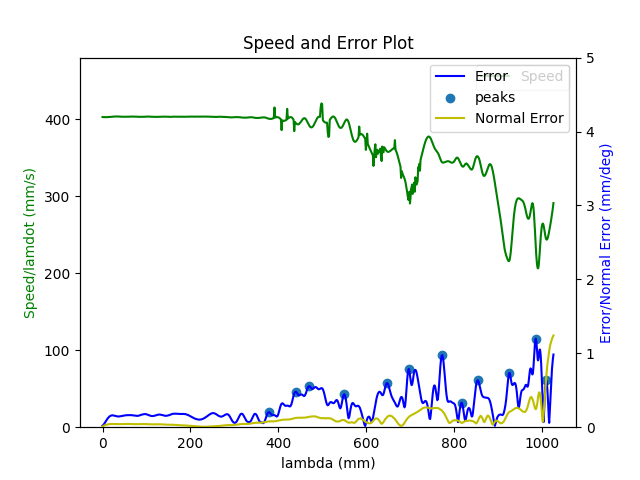 Speed and Error Plot
Error
Speed
peaks
Normal Error
Speed/lamdot (mm/s)
400
300
200
100
0
Error/Normal Error (mm/deg)
5
4
3
2
1
0
0 200 400 600 800 1000
lambda (mm)